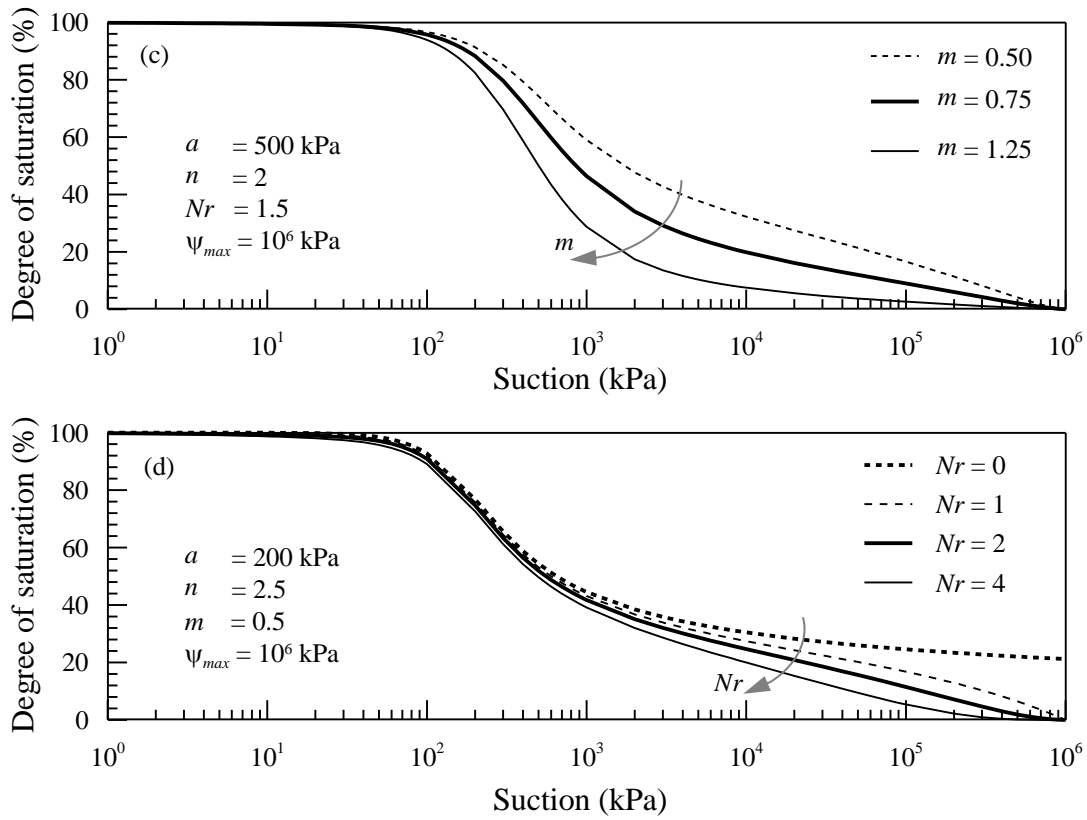 Degree of saturation (%)
100
80
60
40
20
0
(c)
a = 500 kPa
n = 2
Nr = 1.5
ψmax = 10⁶ kPa
m
m = 0.50
m = 0.75
m = 1.25
10⁰ 10¹ 10² 10³ 10⁴ 10⁵ 10⁶
Suction (kPa)
Degree of saturation (%)
100
80
60
40
20
0
(d)
a = 200 kPa
n = 2.5
m = 0.5
ψmax = 10⁶ kPa
Nr
Nr = 0
Nr = 1
Nr = 2
Nr = 4
10⁰ 10¹ 10² 10³ 10⁴ 10⁵ 10⁶
Suction (kPa)